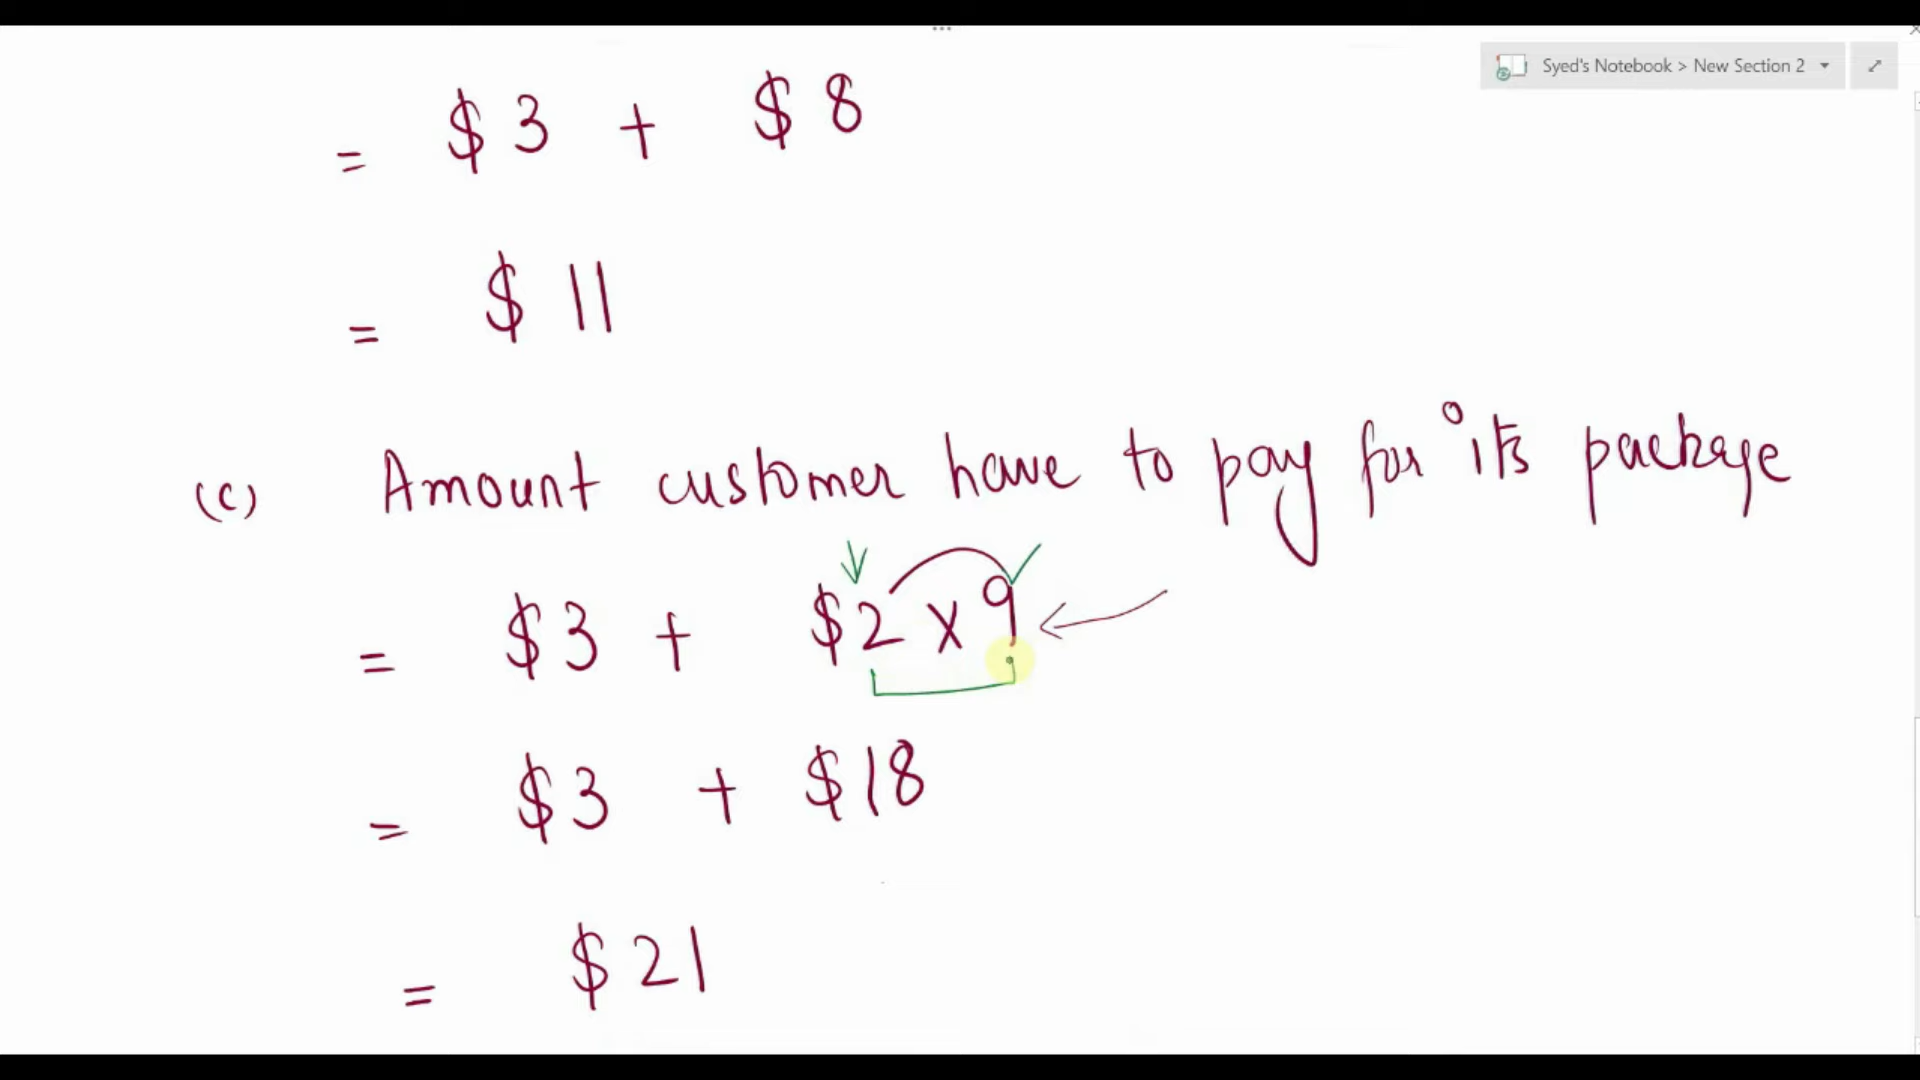 Syed's Notebook > New Section 2
= $3 + $8
= $11
(c) Amount customer have to pay for its package
= $3 + $2 x 9
= $3 + $18
= $21